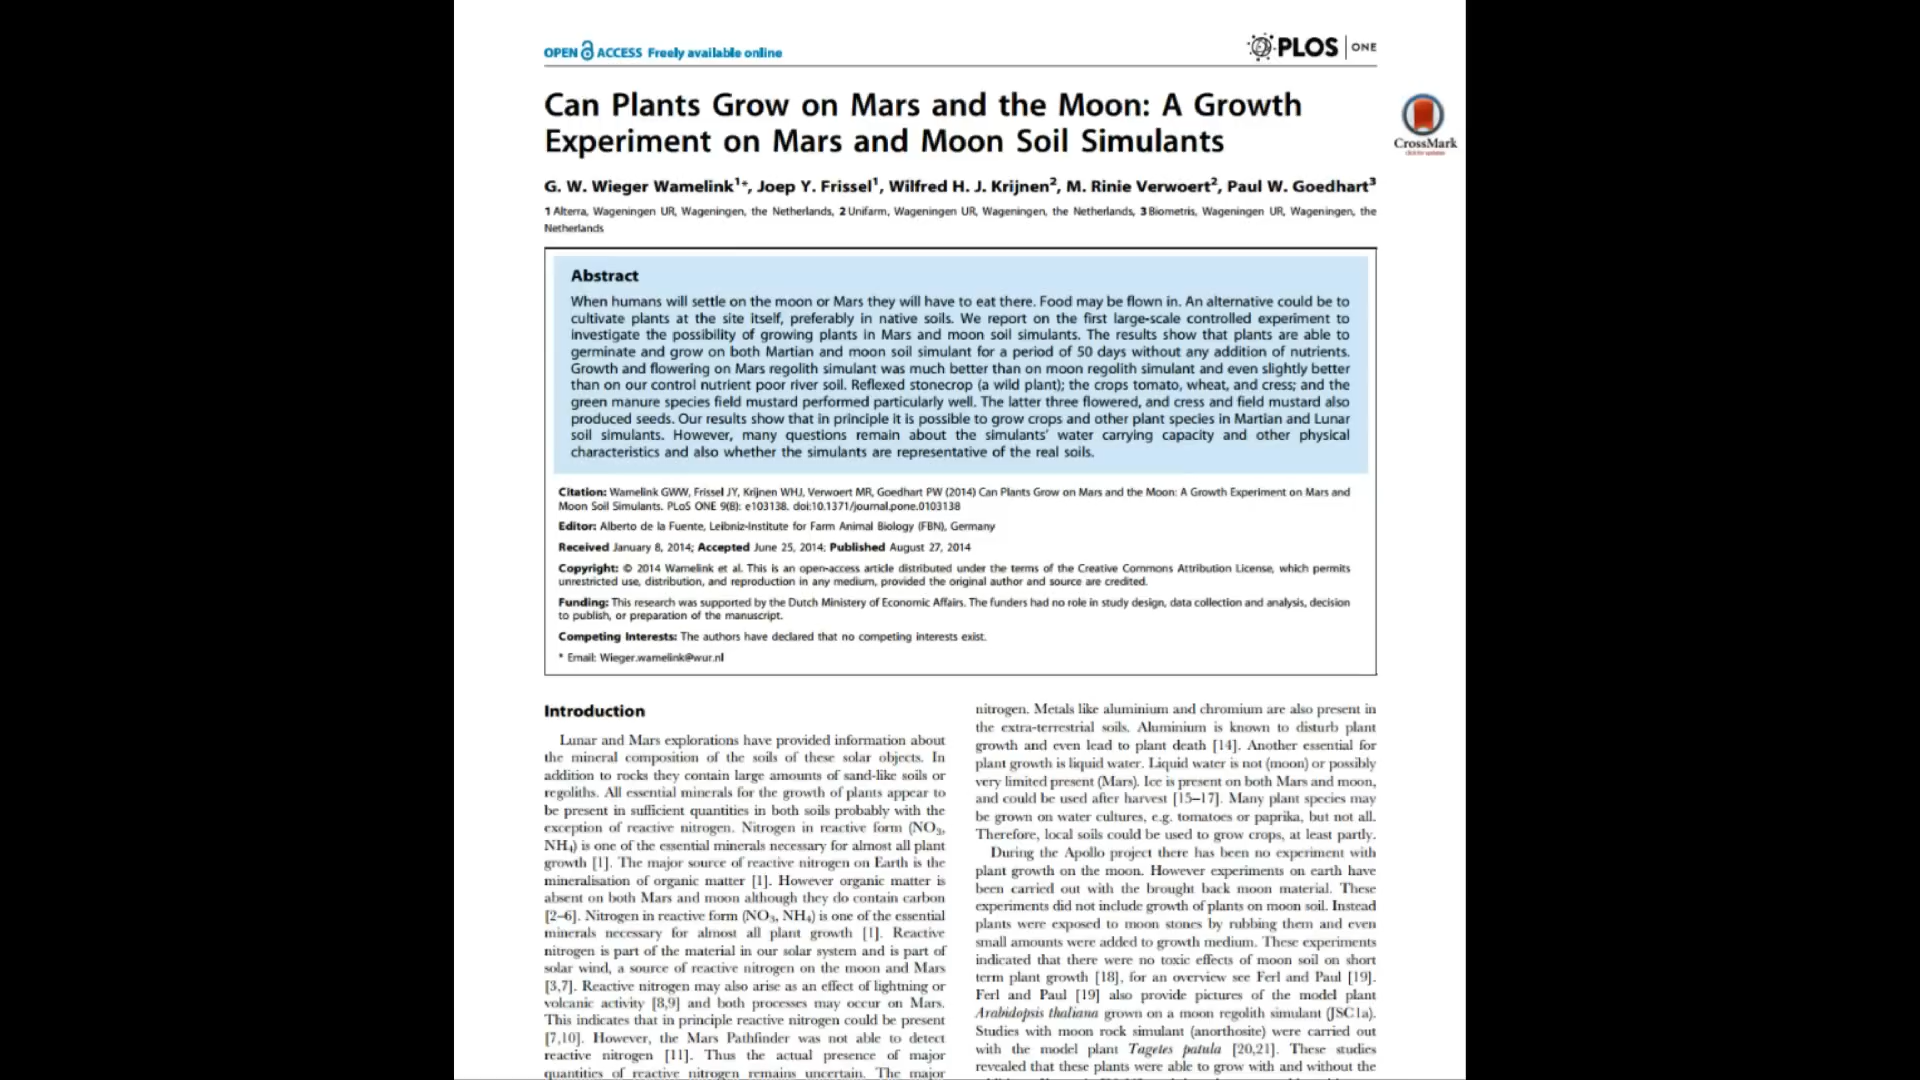 OPEN ACCESS Freely available online
PLOS ONE
Can Plants Grow on Mars and the Moon: A Growth
Experiment on Mars and Moon Soil Simulants
CrossMark
click for updates
G. W. Wieger Wamelink1*, Joep Y. Frissel1, Wilfred H. J. Krijnen2, M. Rinie Verwoert2, Paul W. Goedhart3
1 Alterra, Wageningen UR, Wageningen, the Netherlands, 2 Unifarm, Wageningen UR, Wageningen, the Netherlands, 3 Biometris, Wageningen UR, Wageningen, the
Netherlands
Abstract
When humans will settle on the moon or Mars they will have to eat there. Food may be flown in. An alternative could be to
cultivate plants at the site itself, preferably in native soils. We report on the first large-scale controlled experiment to
investigate the possibility of growing plants in Mars and moon soil simulants. The results show that plants are able to
germinate and grow on both Martian and moon soil simulant for a period of 50 days without any addition of nutrients.
Growth and flowering on Mars regolith simulant was much better than on moon regolith simulant and even slightly better
than on our control nutrient poor river soil. Reflexed stonecrop (a wild plant); the crops tomato, wheat, and cress; and the
green manure species field mustard performed particularly well. The latter three flowered, and cress and field mustard also
produced seeds. Our results show that in principle it is possible to grow crops and other plant species in Martian and Lunar
soil simulants. However, many questions remain about the simulants' water carrying capacity and other physical
characteristics and also whether the simulants are representative of the real soils.
Citation: Wamelink GWW, Frissel JY, Krijnen WHJ, Verwoert MR, Goedhart PW (2014) Can Plants Grow on Mars and the Moon: A Growth Experiment on Mars and
Moon Soil Simulants. PLoS ONE 9(8): e103138. doi:10.1371/journal.pone.0103138
Editor: Alberto de la Fuente, Leibniz-Institute for Farm Animal Biology (FBN), Germany
Received January 8, 2014; Accepted June 25, 2014; Published August 27, 2014
Copyright: © 2014 Wamelink et al. This is an open-access article distributed under the terms of the Creative Commons Attribution License, which permits
unrestricted use, distribution, and reproduction in any medium, provided the original author and source are credited.
Funding: This research was supported by the Dutch Ministry of Economic Affairs. The funders had no role in study design, data collection and analysis, decision
to publish, or preparation of the manuscript.
Competing Interests: The authors have declared that no competing interests exist.
* Email: Wieger.wamelink@wur.nl
Introduction
Lunar and Mars explorations have provided information about
the mineral composition of the soils of these solar objects. In
addition to rocks they contain large amounts of sand-like soils or
regoliths. All essential minerals for the growth of plants appear to
be present in sufficient quantities in both soils probably with the
exception of reactive nitrogen. Nitrogen in reactive form (NO3,
NH4) is one of the essential minerals necessary for almost all plant
growth [1]. The major source of reactive nitrogen on Earth is the
mineralisation of organic matter [1]. However organic matter is
absent on both Mars and moon although they do contain carbon
[2–6]. Nitrogen in reactive form (NO3, NH4) is one of the essential
minerals necessary for almost all plant growth [1]. Reactive
nitrogen is part of the material in our solar system and is part of
solar wind, a source of reactive nitrogen on the moon and Mars
[3,7]. Reactive nitrogen may also arise as an effect of lightning or
volcanic activity [8,9] and both processes may occur on Mars.
This indicates that in principle reactive nitrogen could be present
[7,10]. However, the Mars Pathfinder was not able to detect
reactive nitrogen [11]. Thus the actual presence of major
quantities of reactive nitrogen remains uncertain. The major
nitrogen. Metals like aluminium and chromium are also present in
the extra-terrestrial soils. Aluminium is known to disturb plant
growth and even lead to plant death [14]. Another essential for
plant growth is liquid water. Liquid water is not (moon) or possibly
very limited present (Mars). Ice is present on both Mars and moon,
and could be used after harvest [15–17]. Many plant species may
be grown on water cultures, e.g. tomatoes or paprika, but not all.
Therefore, local soils could be used to grow crops, at least partly.
During the Apollo project there has been no experiment with
plant growth on the moon. However experiments on earth have
been carried out with the brought back moon material. These
experiments did not include growth of plants on moon soil. Instead
plants were exposed to moon stones by rubbing them and even
small amounts were added to growth medium. These experiments
indicated that there were no toxic effects of moon soil on short
term plant growth [18], for an overview see Ferl and Paul [19].
Ferl and Paul [19] also provide pictures of the model plant
Arabidopsis thaliana grown on a moon regolith simulant (JSC1a).
Studies with moon rock simulant (anorthosite) were carried out
with the model plant Tagetes patula [20,21]. These studies
revealed that these plants were able to grow with and without the